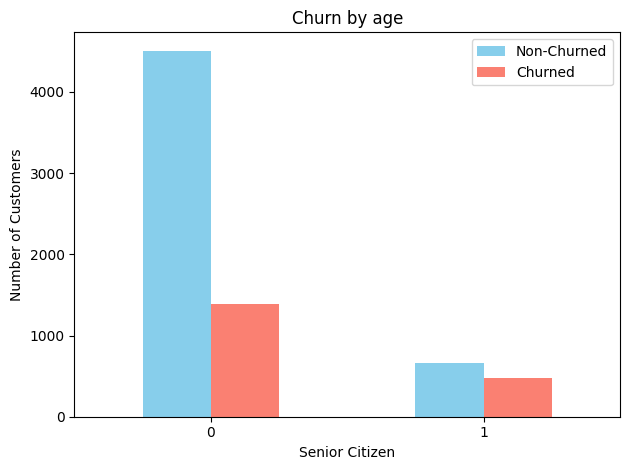 Churn by age
Non-Churned
Churned
Number of Customers
4000
3000
2000
1000
0
0
1
Senior Citizen